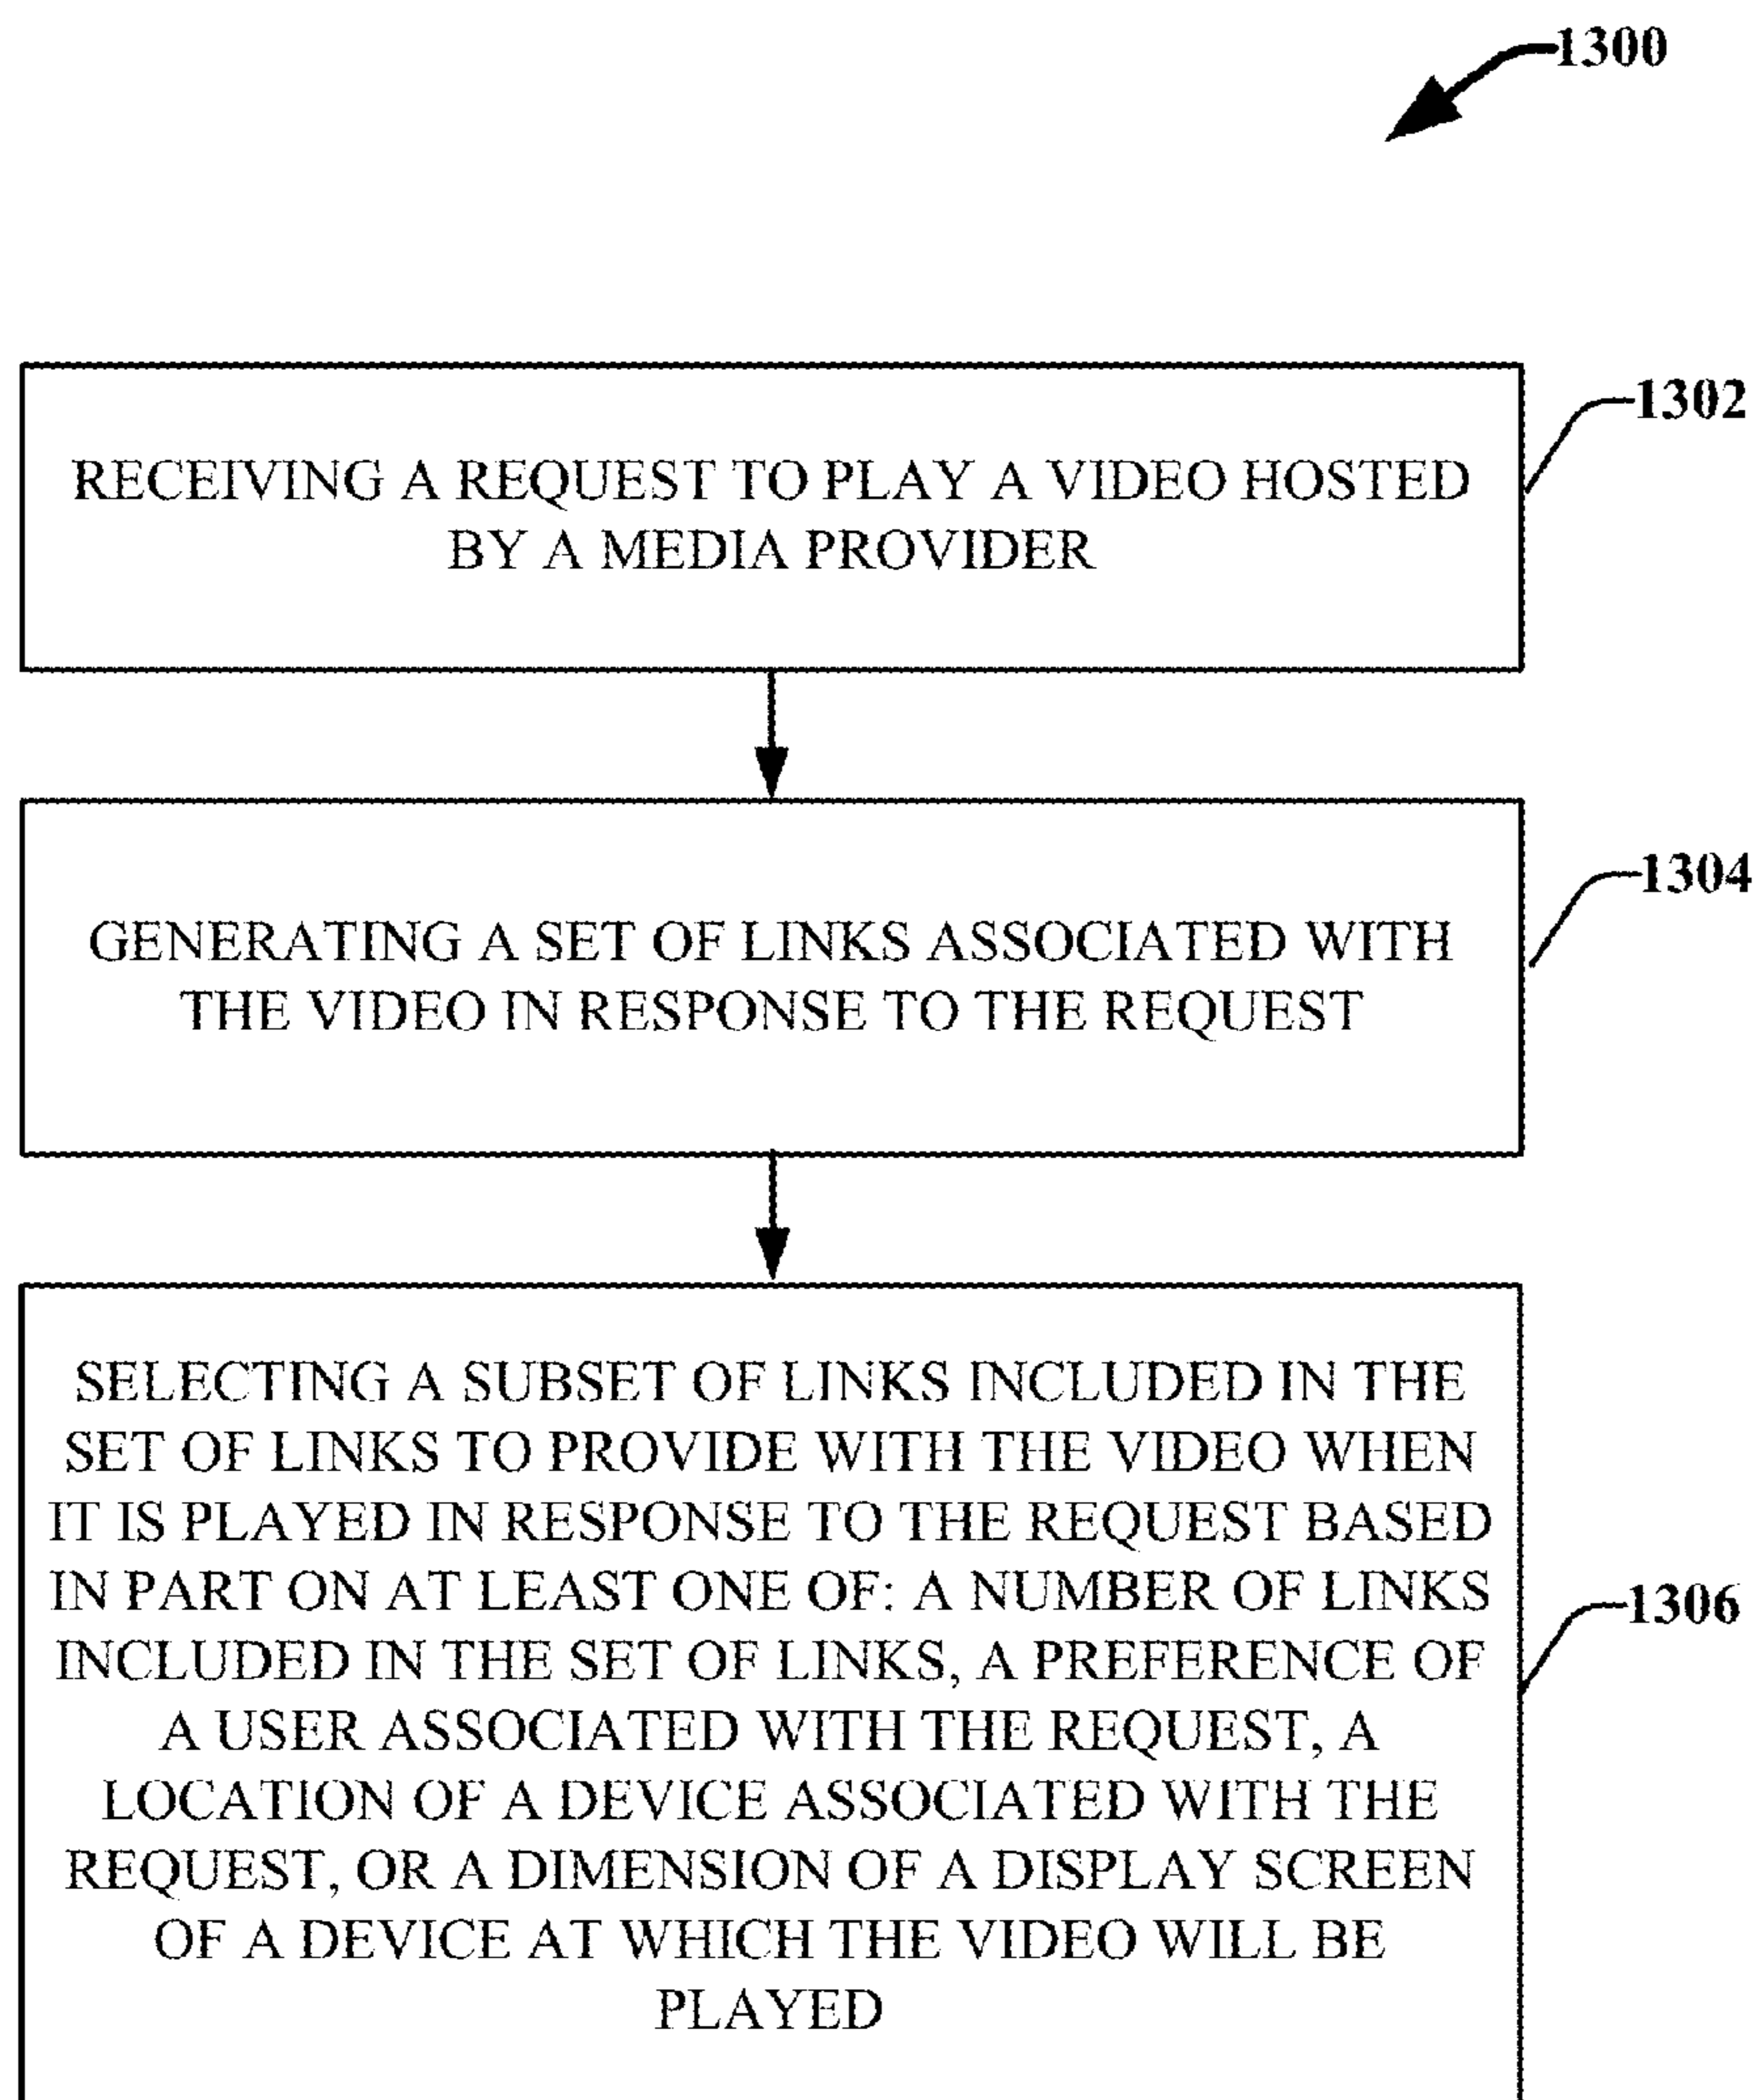 1300
RECEIVING A REQUEST TO PLAY A VIDEO HOSTED
BY A MEDIA PROVIDER
1302
GENERATING A SET OF LINKS ASSOCIATED WITH
THE VIDEO IN RESPONSE TO THE REQUEST
1304
SELECTING A SUBSET OF LINKS INCLUDED IN THE
SET OF LINKS TO PROVIDE WITH THE VIDEO WHEN
IT IS PLAYED IN RESPONSE TO THE REQUEST BASED
IN PART ON AT LEAST ONE OF: A NUMBER OF LINKS
INCLUDED IN THE SET OF LINKS, A PREFERENCE OF
A USER ASSOCIATED WITH THE REQUEST, A
LOCATION OF A DEVICE ASSOCIATED WITH THE
REQUEST, OR A DIMENSION OF A DISPLAY SCREEN
OF A DEVICE AT WHICH THE VIDEO WILL BE
PLAYED
1306